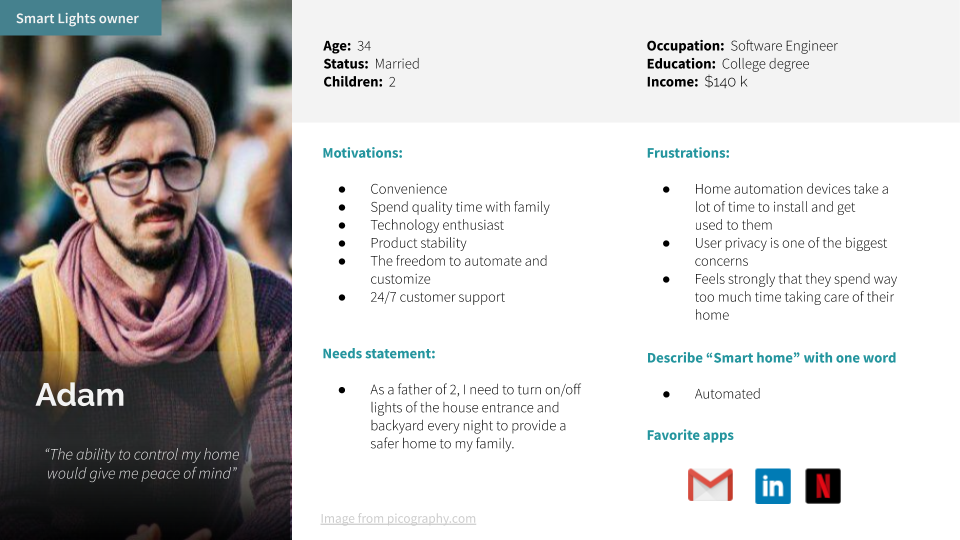 Smart Lights owner
Age: 34
Status: Married
Children: 2
Occupation: Software Engineer
Education: College degree
Income: $140 k
Motivations:
● Convenience
● Spend quality time with family
● Technology enthusiast
● Product stability
● The freedom to automate and
customize
● 24/7 customer support
Frustrations:
● Home automation devices take a
lot of time to install and get
used to them
● User privacy is one of the biggest
concerns
● Feels strongly that they spend way
too much time taking care of their
home
Needs statement:
● As a father of 2, I need to turn on/off
lights of the house entrance and
backyard every night to provide a
safer home to my family.
Describe “Smart home” with one word
● Automated
Favorite apps
in
N
Adam
“The ability to control my home
would give me peace of mind”
Image from picography.com